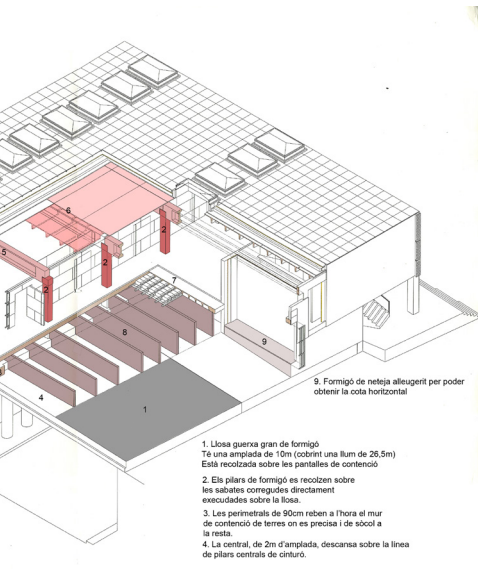 6
5
2
2
2
7
8
9
4
1
9. Formigó de neteja alleugerit per poder
obtenir la cota horitzontal
1. Llosa guerxa gran de formigó
Té una amplada de 10m (cobrint una llum de 26,5m)
Està recolzada sobre les pantalles de contenció
2. Els pilars de formigó es recolzen sobre
les sabates corregudes directament
execudades sobre la llosa.
3. Les perimetrals de 90cm reben a l'hora el mur
de contenció de terres on es precisa i de sòcol a
la resta.
4. La central, de 2m d'amplada, descansa sobre la línea
de pilars centrals de cinturó.